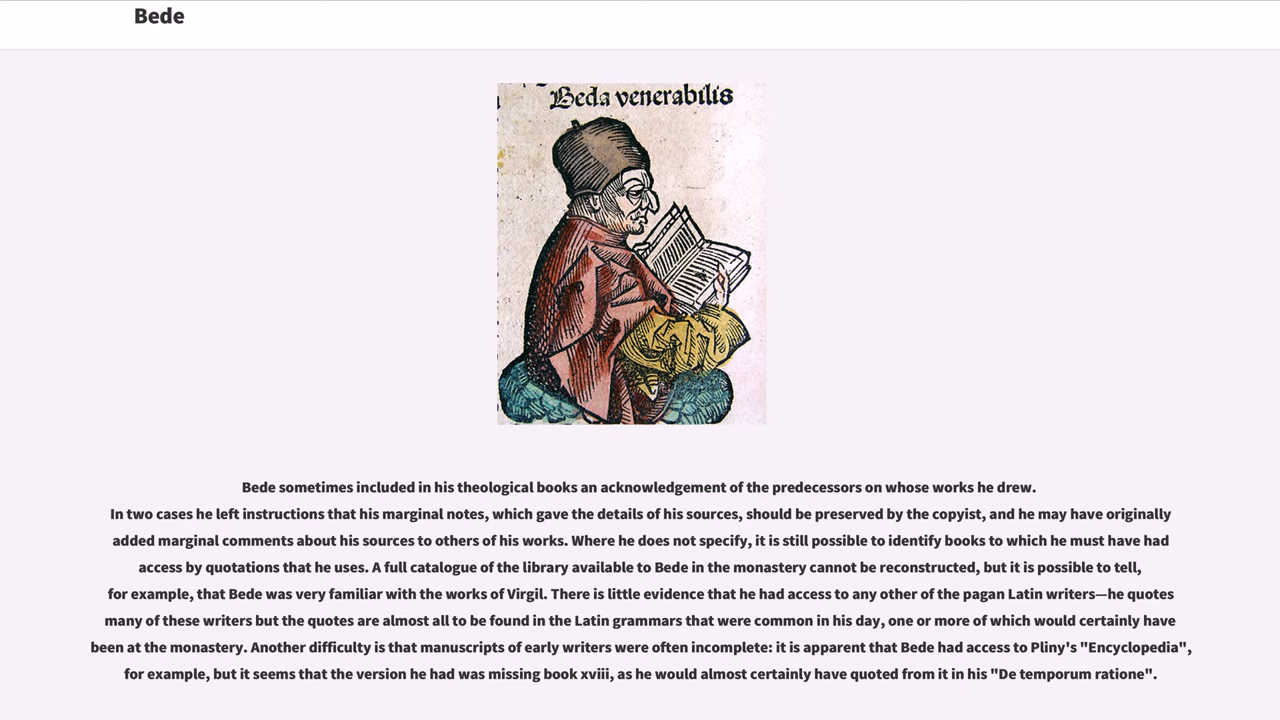 Bede
Beda venerabilis
Bede sometimes included in his theological books an acknowledgement of the predecessors on whose works he drew.
In two cases he left instructions that his marginal notes, which gave the details of his sources, should be preserved by the copyist, and he may have originally
added marginal comments about his sources to others of his works. Where he does not specify, it is still possible to identify books to which he must have had
access by quotations that he uses. A full catalogue of the library available to Bede in the monastery cannot be reconstructed, but it is possible to tell,
for example, that Bede was very familiar with the works of Virgil. There is little evidence that he had access to any other of the pagan Latin writers—he quotes
many of these writers but the quotes are almost all to be found in the Latin grammars that were common in his day, one or more of which would certainly have
been at the monastery. Another difficulty is that manuscripts of early writers were often incomplete: it is apparent that Bede had access to Pliny's "Encyclopedia",
for example, but it seems that the version he had was missing book xviii, as he would almost certainly have quoted from it in his "De temporum ratione".